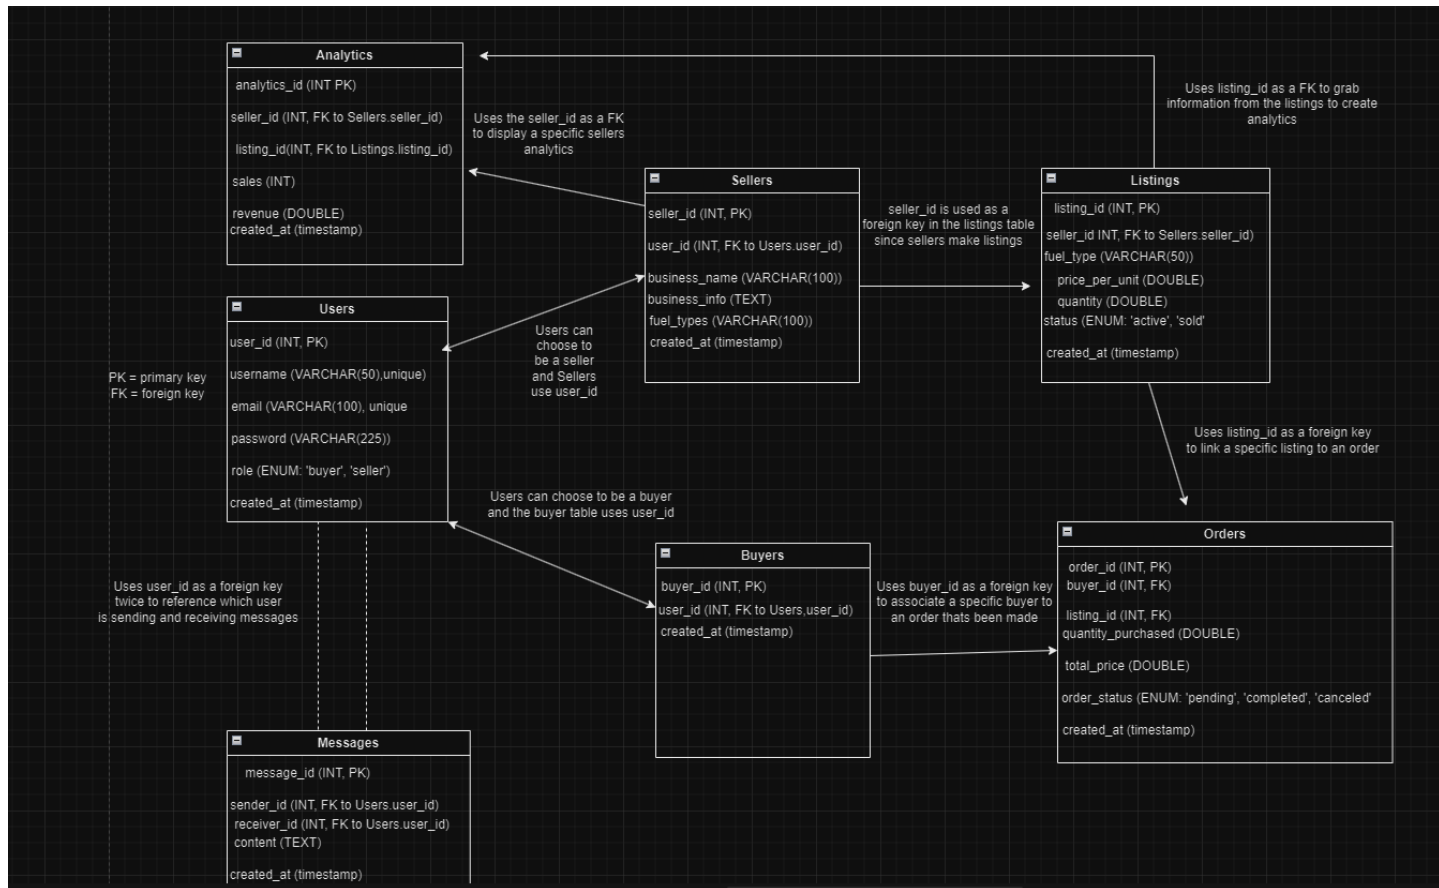 Analytics
analytics_id (INT PK)
seller_id (INT, FK to Sellers.seller_id)
listing_id(INT, FK to Listings.listing_id)
sales (INT)
revenue (DOUBLE)
created_at (timestamp)
Uses the seller_id as a FK
to display a specific sellers
analytics
Uses listing_id as a FK to grab
information from the listings to create
analytics
Sellers
seller_id (INT, PK)
user_id (INT, FK to Users.user_id)
business_name (VARCHAR(100))
business_info (TEXT)
fuel_types (VARCHAR(100))
created_at (timestamp)
seller_id is used as a
foreign key in the listings table
since sellers make listings
Listings
listing_id (INT, PK)
seller_id INT, FK to Sellers.seller_id)
fuel_type (VARCHAR(50))
price_per_unit (DOUBLE)
quantity (DOUBLE)
status (ENUM: 'active', 'sold'
created_at (timestamp)
Users
user_id (INT, PK)
username (VARCHAR(50),unique)
email (VARCHAR(100), unique
password (VARCHAR(225))
role (ENUM: 'buyer', 'seller')
created_at (timestamp)
PK = primary key
FK = foreign key
Users can
choose to
be a seller
and Sellers
use user_id
Uses listing_id as a foreign key
to link a specific listing to an order
Users can choose to be a buyer
and the buyer table uses user_id
Buyers
buyer_id (INT, PK)
user_id (INT, FK to Users,user_id)
created_at (timestamp)
Uses buyer_id as a foreign key
to associate a specific buyer to
an order thats been made
Orders
order_id (INT, PK)
buyer_id (INT, FK)
listing_id (INT, FK)
quantity_purchased (DOUBLE)
total_price (DOUBLE)
order_status (ENUM: 'pending', 'completed', 'canceled'
created_at (timestamp)
Uses user_id as a foreign key
twice to reference which user
is sending and receiving messages
Messages
message_id (INT, PK)
sender_id (INT, FK to Users.user_id)
receiver_id (INT, FK to Users.user_id)
content (TEXT)
created_at (timestamp)